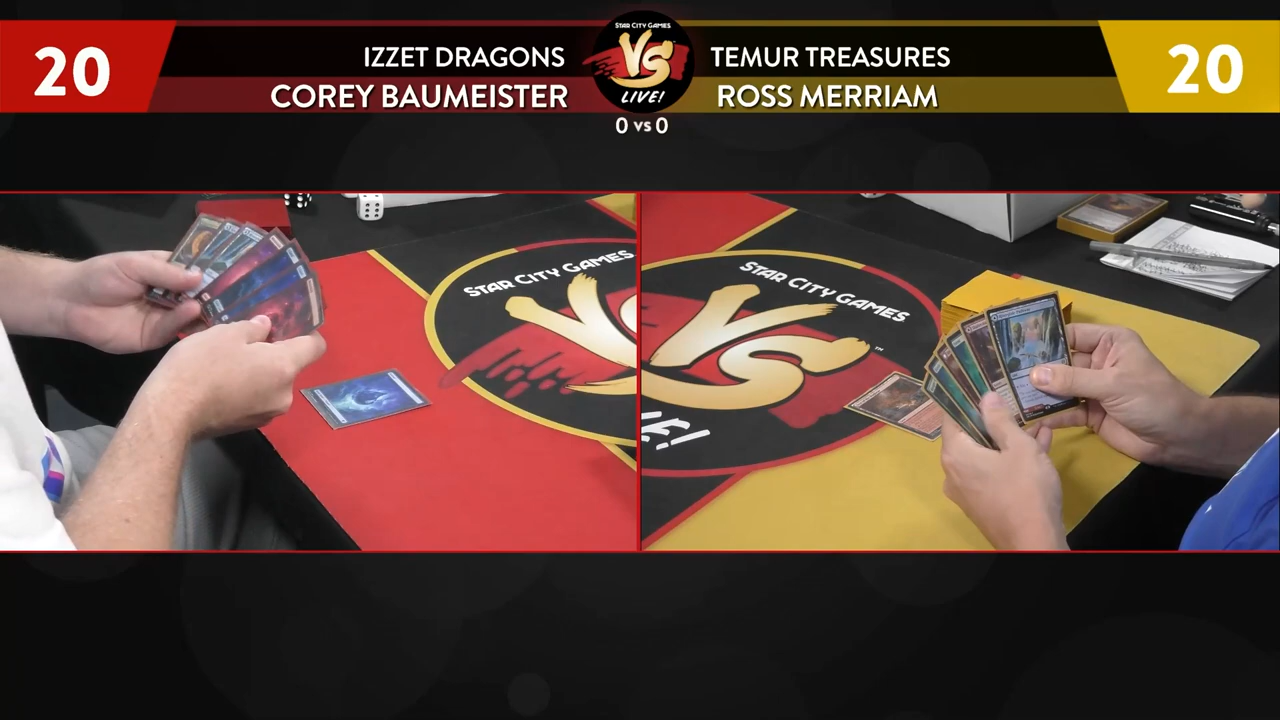 20
IZZET DRAGONS
COREY BAUMEISTER
STAR CITY GAMES
VS
LIVE!
TEMUR TREASURES
ROSS MERRIAM
20
0 VS 0
STAR CITY GAMES
VS
STAR CITY GAMES
VS